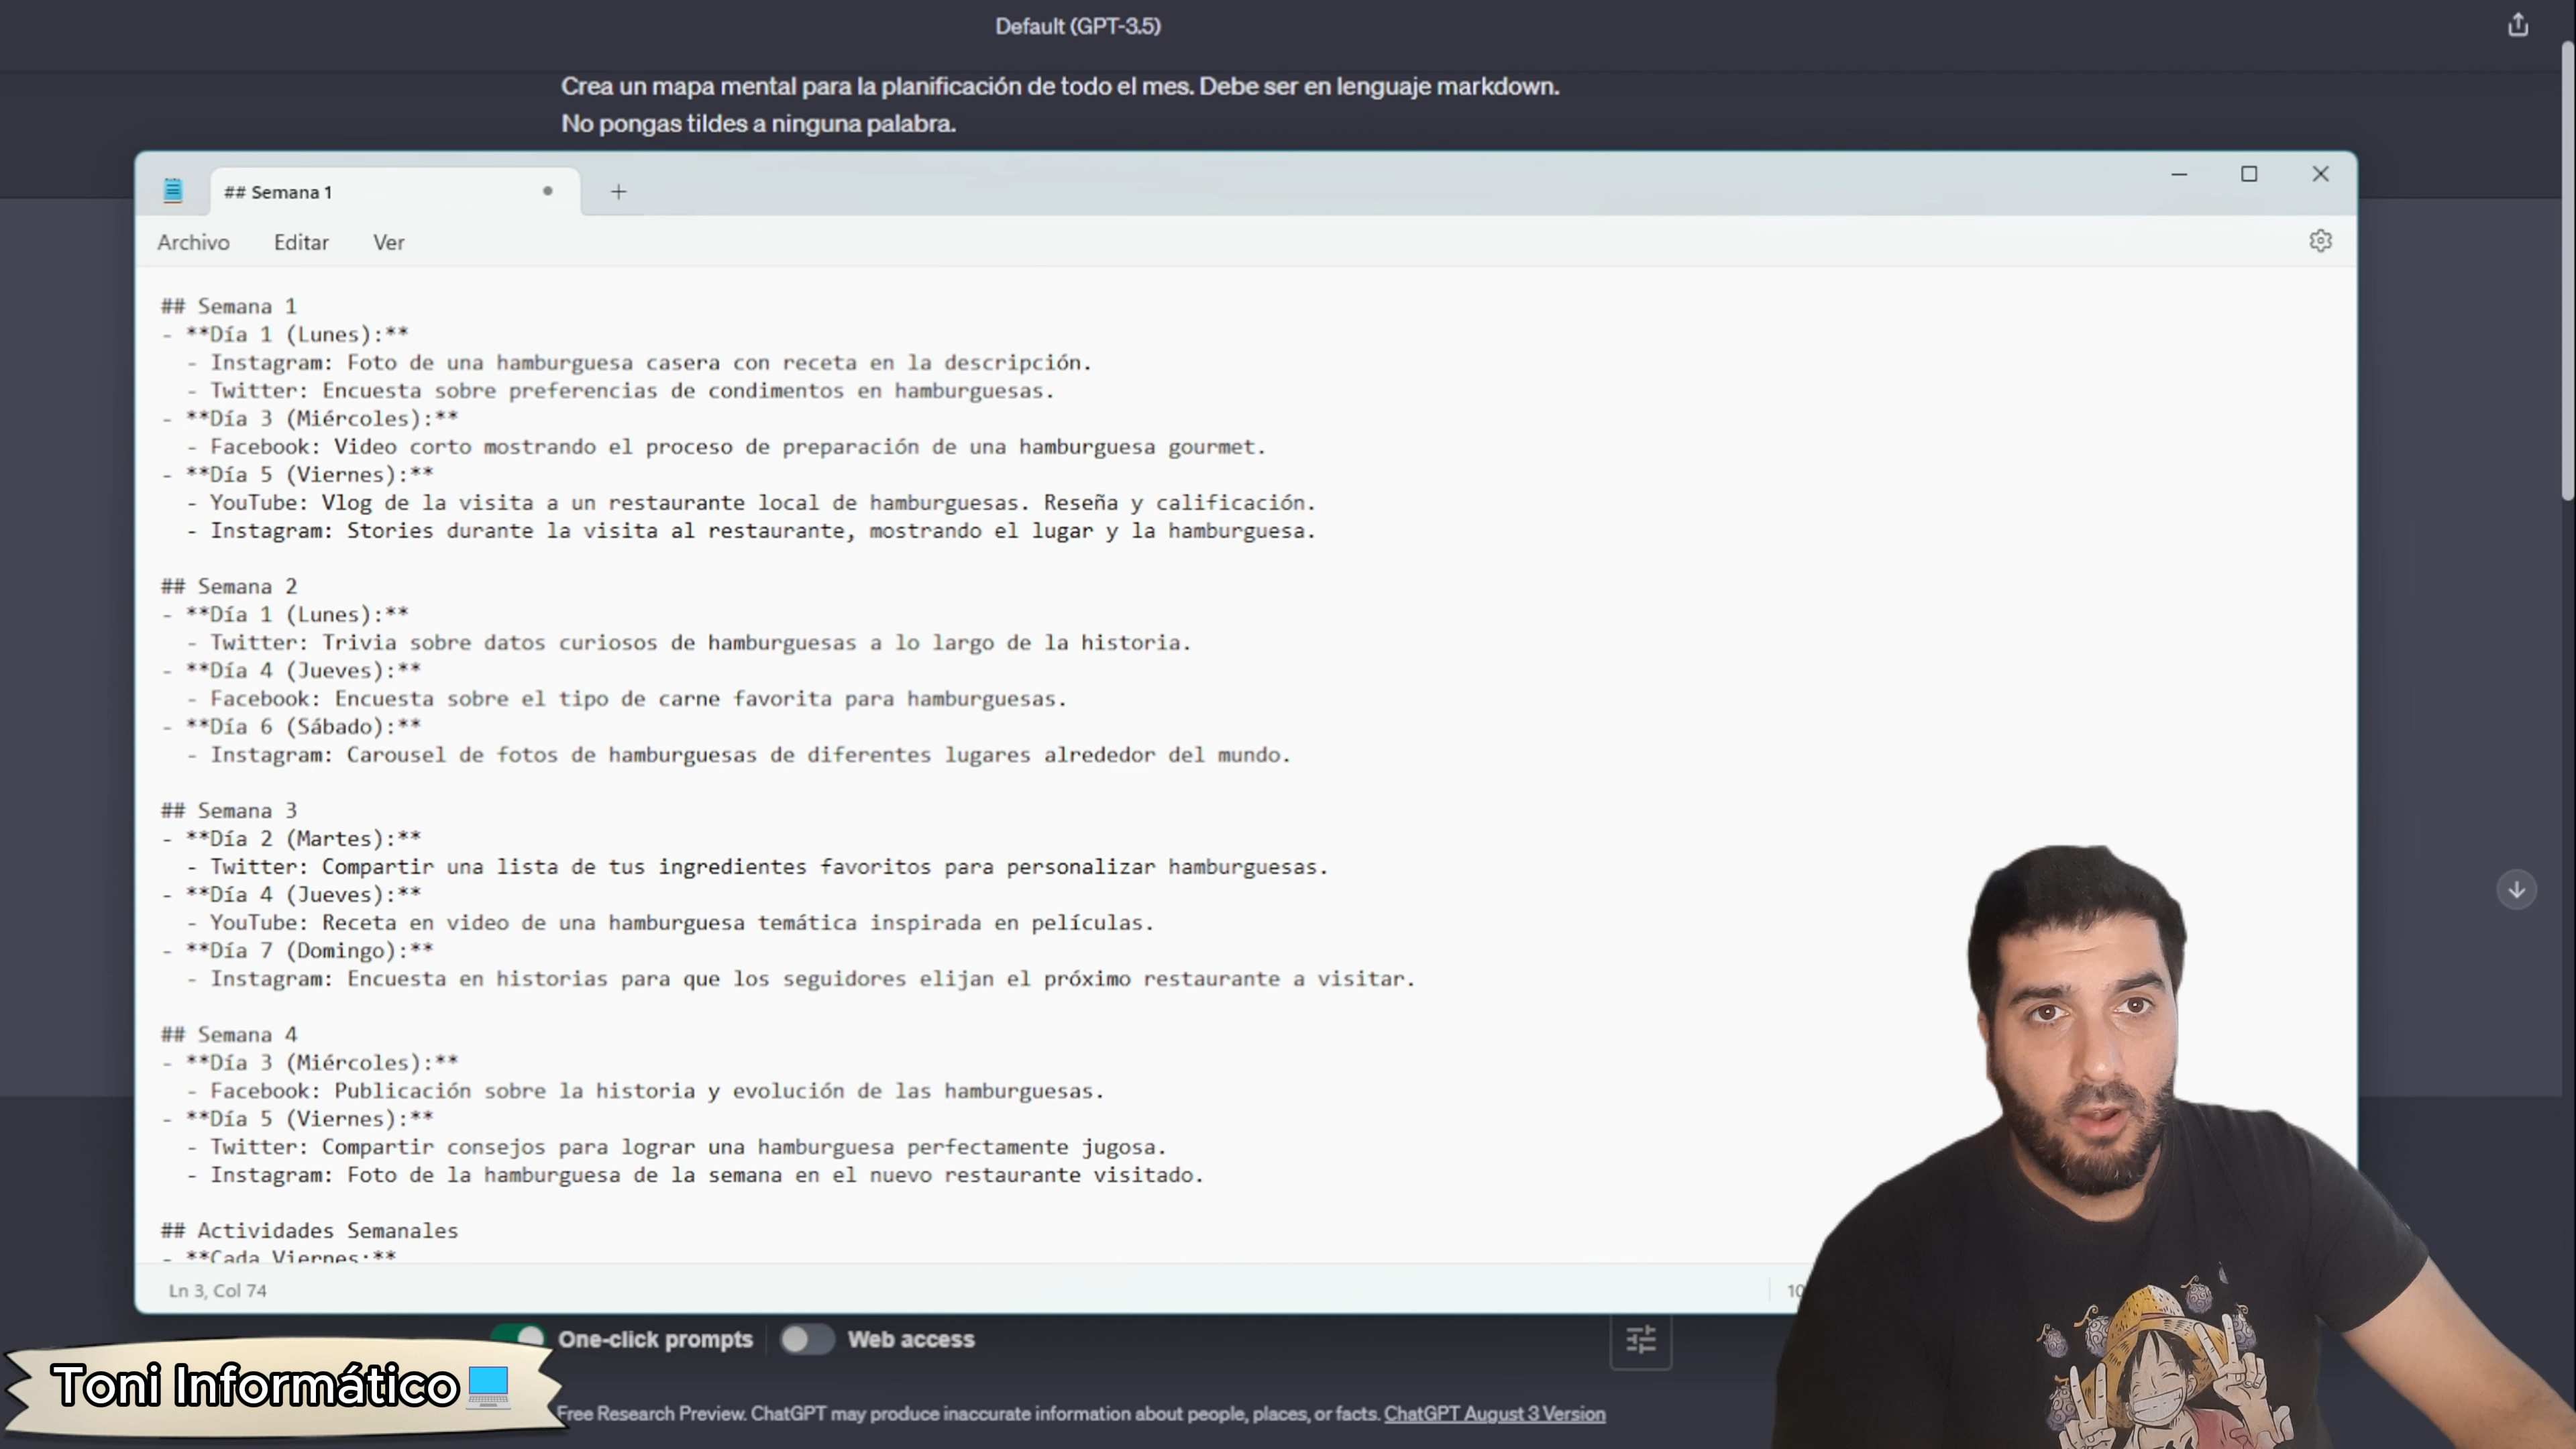 Default (GPT-3.5)
Crea un mapa mental para la planificación de todo el mes. Debe ser en lenguaje markdown.
No pongas tildes a ninguna palabra.
## Semana 1
Archivo Editar Ver
## Semana 1
- **Día 1 (Lunes):**
- Instagram: Foto de una hamburguesa casera con receta en la descripción.
- Twitter: Encuesta sobre preferencias de condimentos en hamburguesas.
- **Día 3 (Miércoles):**
- Facebook: Video corto mostrando el proceso de preparación de una hamburguesa gourmet.
- **Día 5 (Viernes):**
- YouTube: Vlog de la visita a un restaurante local de hamburguesas. Reseña y calificación.
- Instagram: Stories durante la visita al restaurante, mostrando el lugar y la hamburguesa.
## Semana 2
- **Día 1 (Lunes):**
- Twitter: Trivia sobre datos curiosos de hamburguesas a lo largo de la historia.
- **Día 4 (Jueves):**
- Facebook: Encuesta sobre el tipo de carne favorita para hamburguesas.
- **Día 6 (Sábado):**
- Instagram: Carousel de fotos de hamburguesas de diferentes lugares alrededor del mundo.
## Semana 3
- **Día 2 (Martes):**
- Twitter: Compartir una lista de tus ingredientes favoritos para personalizar hamburguesas.
- **Día 4 (Jueves):**
- YouTube: Receta en video de una hamburguesa temática inspirada en películas.
- **Día 7 (Domingo):**
- Instagram: Encuesta en historias para que los seguidores elijan el próximo restaurante a visitar.
## Semana 4
- **Día 3 (Miércoles):**
- Facebook: Publicación sobre la historia y evolución de las hamburguesas.
- **Día 5 (Viernes):**
- Twitter: Compartir consejos para lograr una hamburguesa perfectamente jugosa.
- Instagram: Foto de la hamburguesa de la semana en el nuevo restaurante visitado.
## Actividades Semanales
- **Cada Viernes:**
Ln 3, Col 74
One-click prompts Web access
Toni Informático
Free Research Preview. ChatGPT may produce inaccurate information about people, places, or facts. ChatGPT August 3 Version